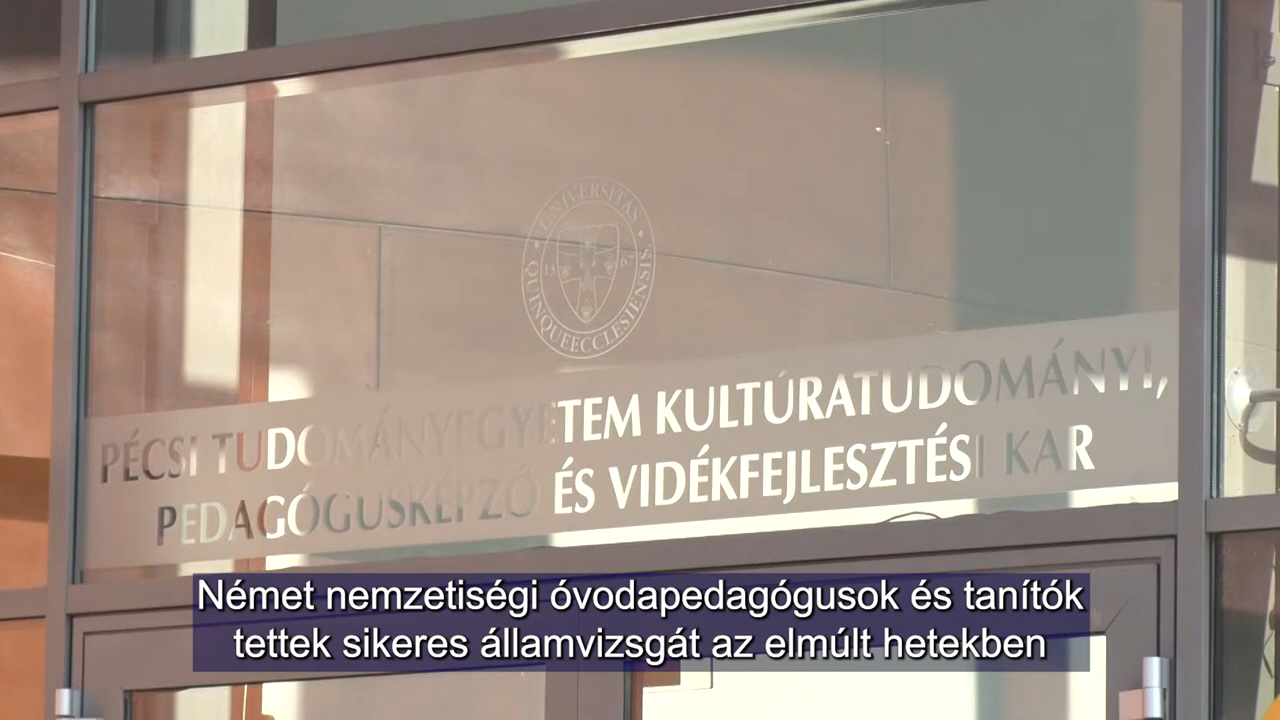 UNIVERSITAS
QUINQUEECCLESIENSIS
1367
PÉCSI TUDOMÁNYEGYETEM KULTÚRATUDOMÁNYI,
PEDAGÓGUSKÉPZŐ ÉS VIDÉKFEJLESZTÉSI KAR
Német nemzetiségi óvodapedagógusok és tanítók
tettek sikeres államvizsgát az elmúlt hetekben